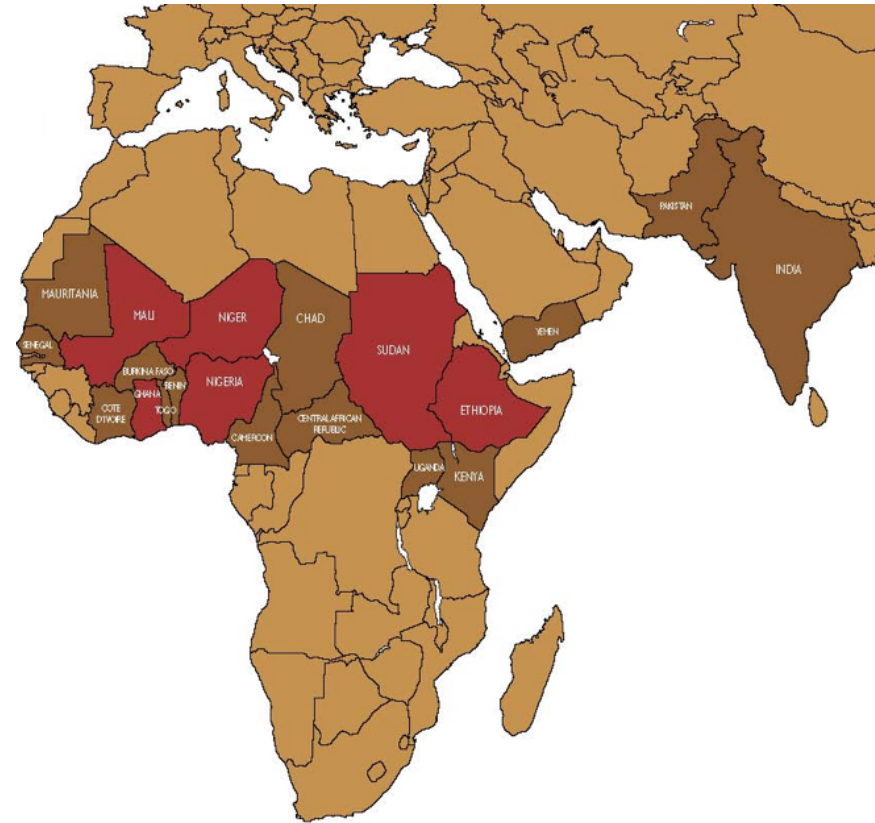 PAKISTAN
INDIA
MAURITANIA
MALI
NIGER
CHAD
YEMEN
SENEGAL
SUDAN
BURKINA FASO
NIGERIA
BENIN
GHANA
ETHIOPIA
COTE
D'IVOIRE
TOGO
CENTRAL AFRICAN
REPUBLIC
CAMEROON
UGANDA
KENYA